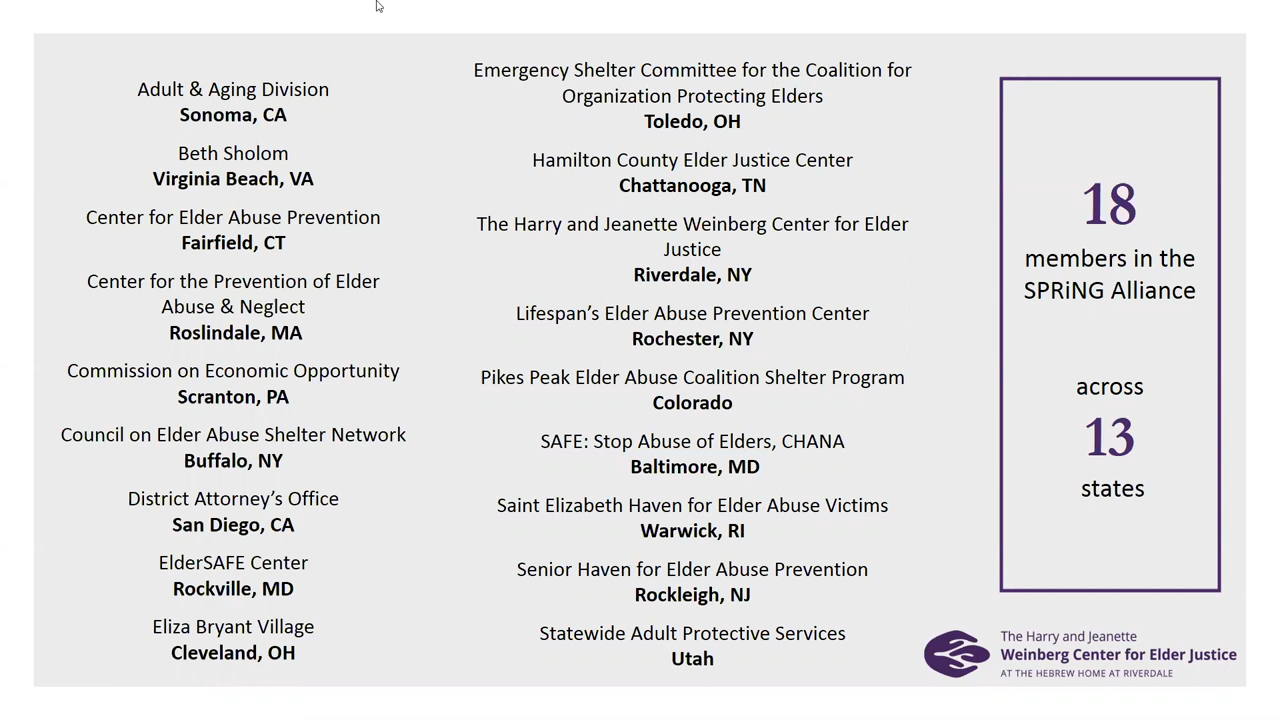 Adult & Aging Division
Sonoma, CA
Beth Sholom
Virginia Beach, VA
Center for Elder Abuse Prevention
Fairfield, CT
Center for the Prevention of Elder
Abuse & Neglect
Roslindale, MA
Commission on Economic Opportunity
Scranton, PA
Council on Elder Abuse Shelter Network
Buffalo, NY
District Attorney’s Office
San Diego, CA
ElderSAFE Center
Rockville, MD
Eliza Bryant Village
Cleveland, OH
Emergency Shelter Committee for the Coalition for
Organization Protecting Elders
Toledo, OH
Hamilton County Elder Justice Center
Chattanooga, TN
The Harry and Jeanette Weinberg Center for Elder
Justice
Riverdale, NY
Lifespan’s Elder Abuse Prevention Center
Rochester, NY
Pikes Peak Elder Abuse Coalition Shelter Program
Colorado
SAFE: Stop Abuse of Elders, CHANA
Baltimore, MD
Saint Elizabeth Haven for Elder Abuse Victims
Warwick, RI
Senior Haven for Elder Abuse Prevention
Rockleigh, NJ
Statewide Adult Protective Services
Utah
18
members in the
SPRiNG Alliance
across
13
states
The Harry and Jeanette
Weinberg Center for Elder Justice
AT THE HEBREW HOME AT RIVERDALE